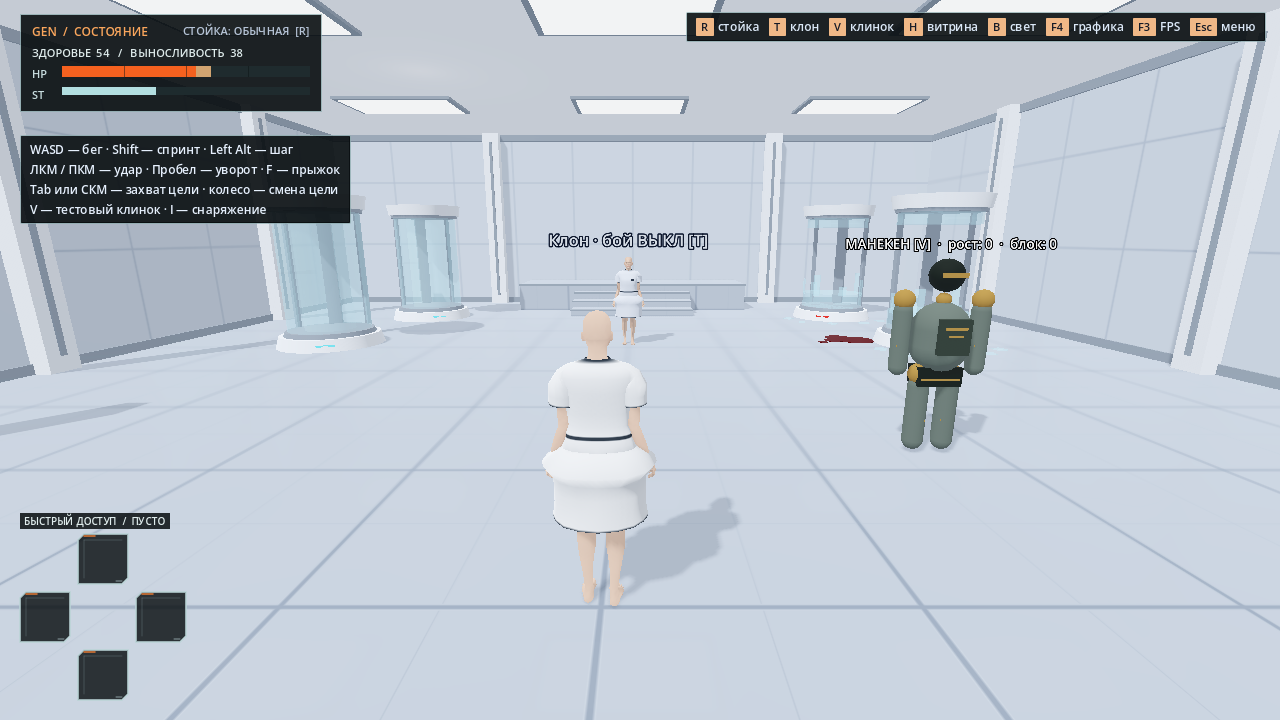 GEN / СОСТОЯНИЕ СТОЙКА: ОБЫЧНАЯ [R]
ЗДОРОВЬЕ 54 / ВЫНОСЛИВОСТЬ 38
HP
ST
R стойка T клон V клинок H витрина B свет F4 графика F3 FPS Esc меню
WASD — бег · Shift — спринт · Left Alt — шаг
ЛКМ / ПКМ — удар · Пробел — уворот · F — прыжок
Tab или СКМ — захват цели · колесо — смена цели
V — тестовый клинок · I — снаряжение
Клон · бой ВЫКЛ [T]
МАНЕКЕН [V] · рост: 0 · блок: 0
БЫСТРЫЙ ДОСТУП / ПУСТО